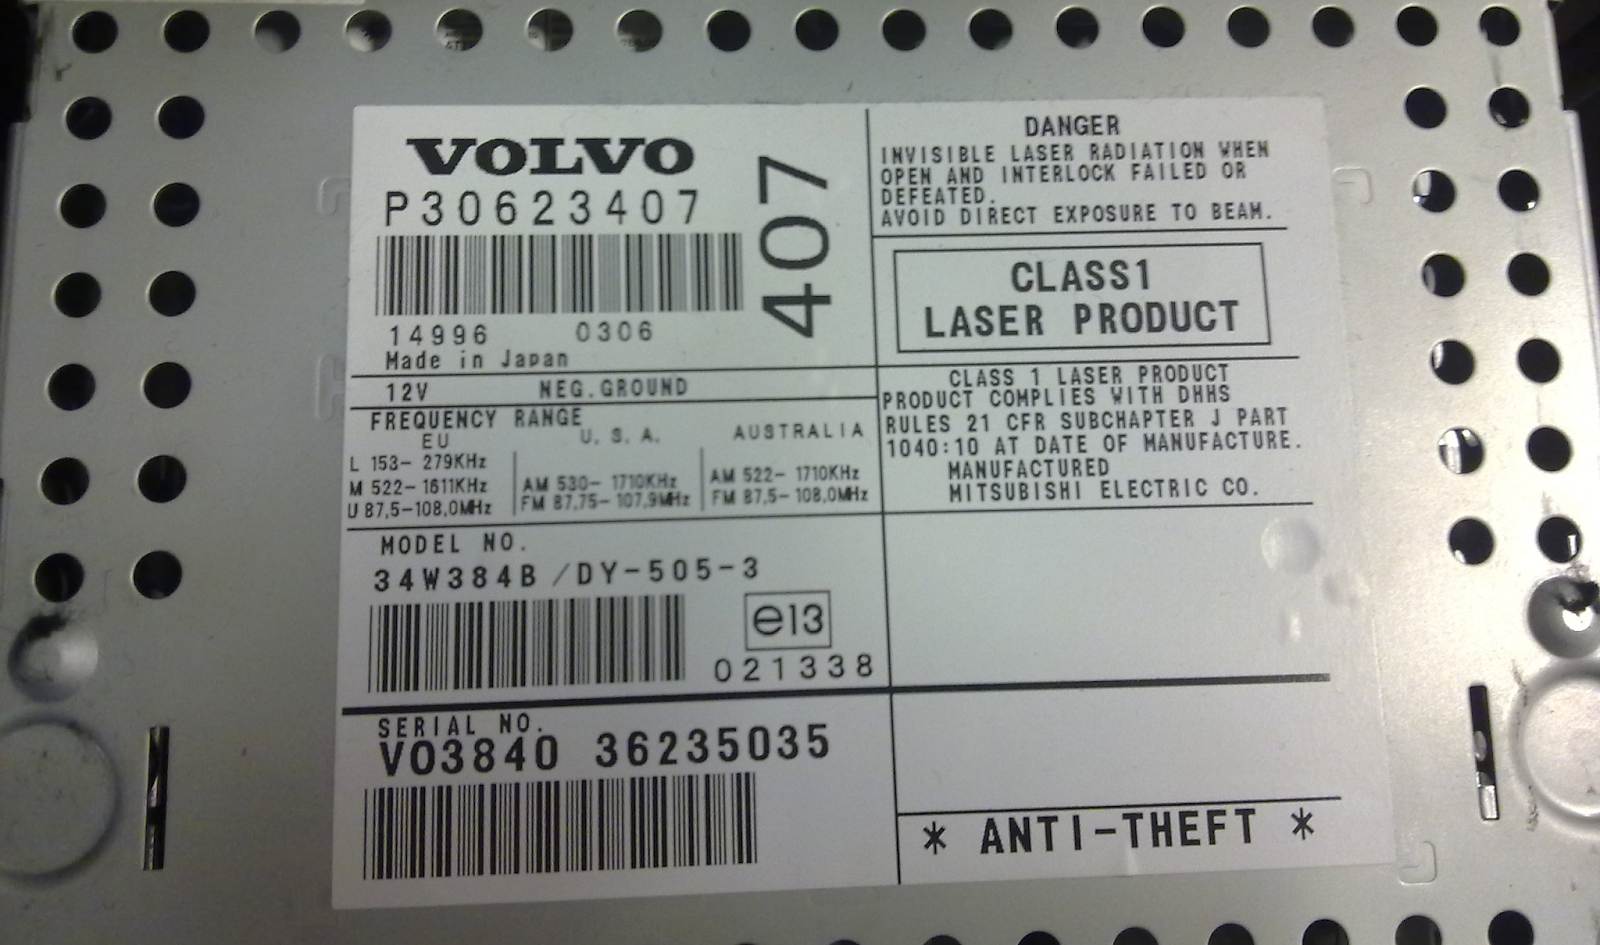 VOLVO
P30623407
407
14996 0306
Made in Japan
12V NEG.GROUND
FREQUENCY RANGE
EU U.S.A. AUSTRALIA
L 153- 279KHz
M 522-1611KHz
U 87,5-108,0MHz
AM 530- 1710KHz
FM 87,75-107,9MHz
AM 522- 1710KHz
FM 87,5- 108,0MHz
MODEL NO.
34W384B /DY-505-3
e13
021338
SERIAL NO.
VO3840 36235035
DANGER
INVISIBLE LASER RADIATION WHEN
OPEN AND INTERLOCK FAILED OR
DEFEATED.
AVOID DIRECT EXPOSURE TO BEAM.
CLASS1
LASER PRODUCT
CLASS 1 LASER PRODUCT
PRODUCT COMPLIES WITH DHHS
RULES 21 CFR SUBCHAPTER J PART
1040:10 AT DATE OF MANUFACTURE.
MANUFACTURED
MITSUBISHI ELECTRIC CO.
* ANTI-THEFT *